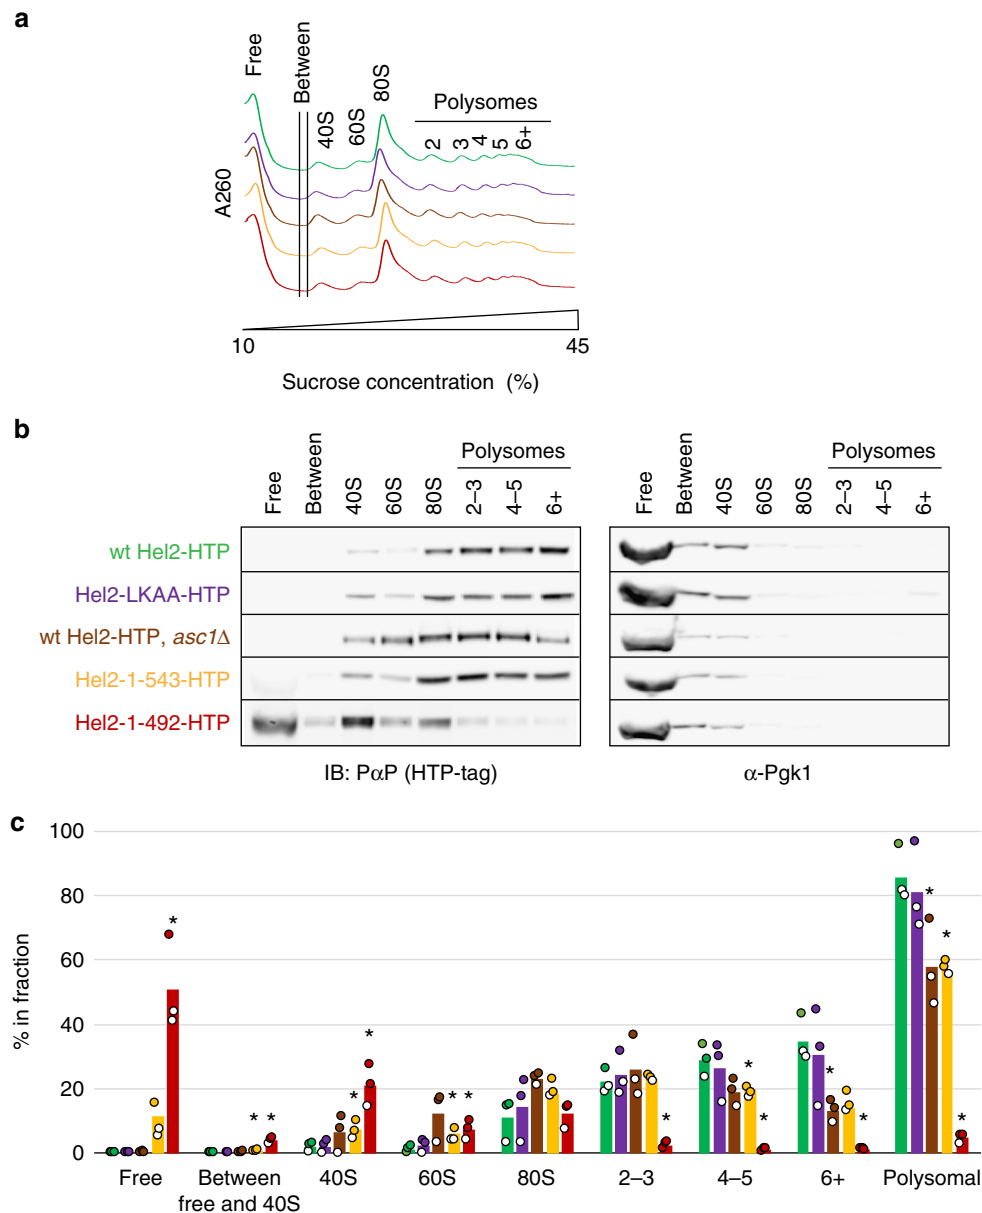 a
Free
Between
40S
60S
80S
Polysomes
2
3
4
5
6+
A260
10
45
Sucrose concentration (%)
b
Free
Between
40S
60S
80S
Polysomes
2–3
4–5
6+
Free
Between
40S
60S
80S
Polysomes
2–3
4–5
6+
wt Hel2-HTP
Hel2-LKAA-HTP
wt Hel2-HTP, asc1Δ
Hel2-1-543-HTP
Hel2-1-492-HTP
IB: PαP (HTP-tag)
α-Pgk1
c
% in fraction
100
80
60
40
20
0
* * * * * * * * * * * * * * *
Free
Between free and 40S
40S
60S
80S
2–3
4–5
6+
Polysomal